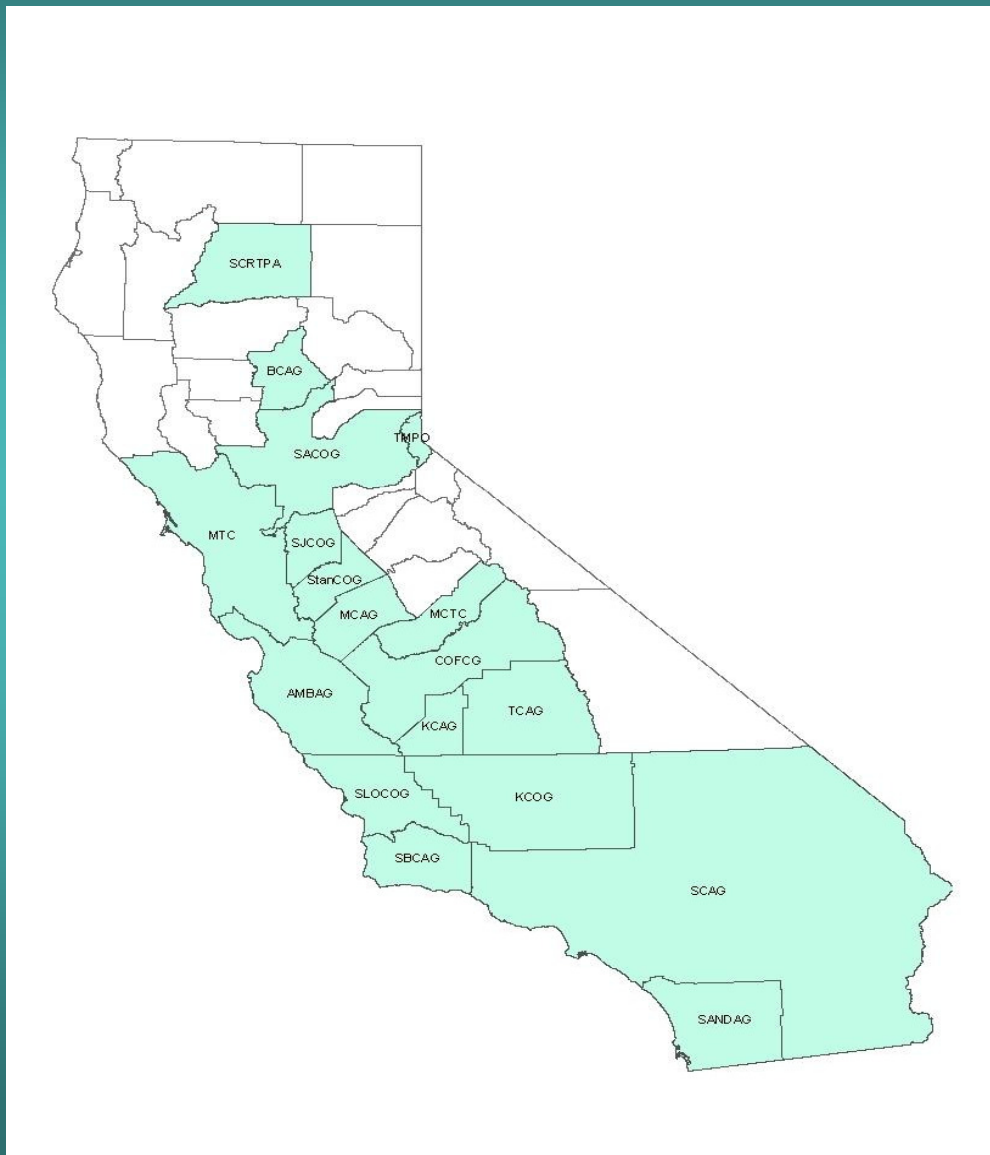 SCRTPA
BCAG
TMPO
SACOG
MTC
SJCOG
StanCOG
MCAG
MCTC
COFCG
AMBAG
TCAG
KCAG
SLOCOG
KCOG
SBCAG
SCAG
SANDAG